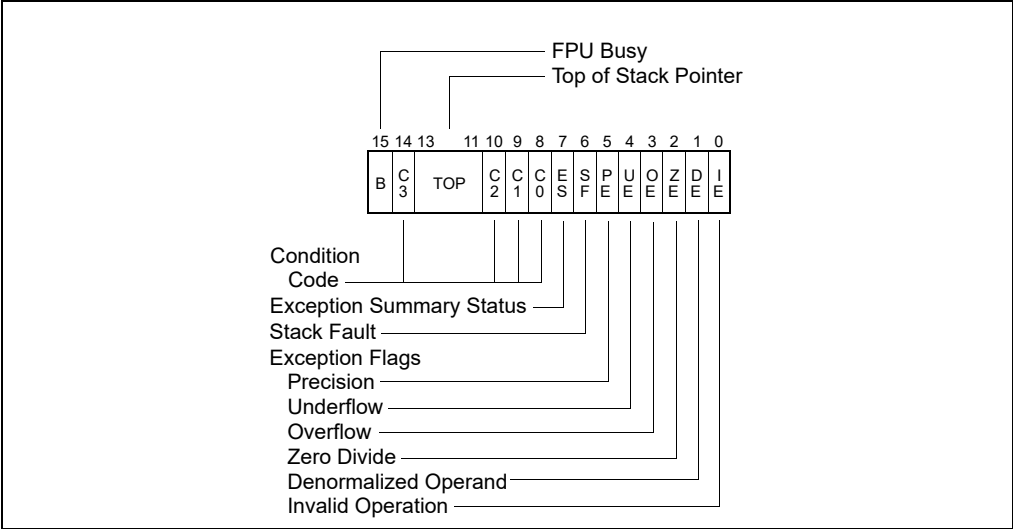 FPU Busy
Top of Stack Pointer
15 14 13 11 10 9 8 7 6 5 4 3 2 1 0
B C3 TOP C2 C1 C0 ES SF PE UE OE ZE DE IE
Condition
Code
Exception Summary Status
Stack Fault
Exception Flags
Precision
Underflow
Overflow
Zero Divide
Denormalized Operand
Invalid Operation